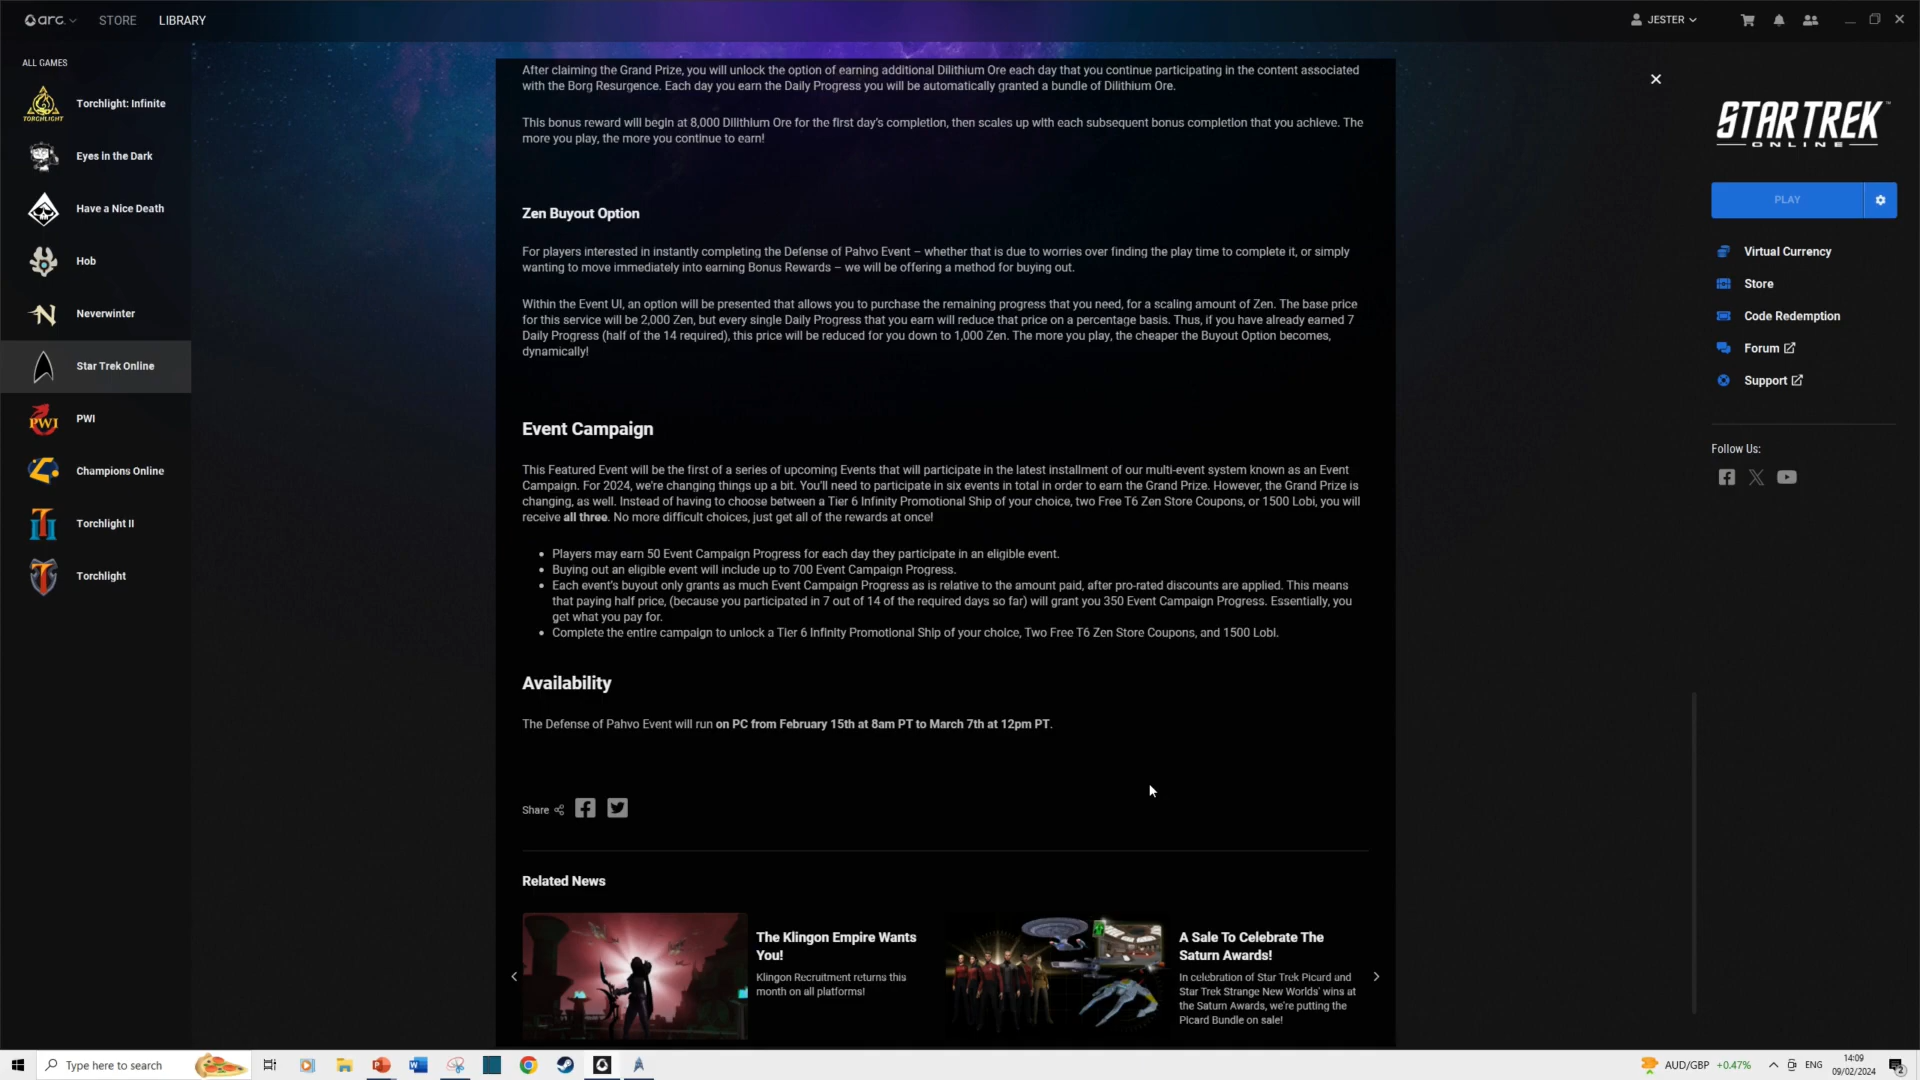 arc
STORE
LIBRARY
JESTER
ALL GAMES
TORCHLIGHT
Torchlight: Infinite
Eyes in the Dark
Have a Nice Death
Hob
Neverwinter
Star Trek Online
PWI
PWI
Champions Online
Torchlight II
Torchlight
After claiming the Grand Prize, you will unlock the option of earning additional Dilithium Ore each day that you continue participating in the content associated
with the Borg Resurgence. Each day you earn the Daily Progress you will be automatically granted a bundle of Dilithium Ore.
This bonus reward will begin at 8,000 Dilithium Ore for the first day's completion, then scales up with each subsequent bonus completion that you achieve. The
more you play, the more you continue to earn!
Zen Buyout Option
For players interested in instantly completing the Defense of Pahvo Event – whether that is due to worries over finding the play time to complete it, or simply
wanting to move immediately into earning Bonus Rewards – we will be offering a method for buying out.
Within the Event UI, an option will be presented that allows you to purchase the remaining progress that you need, for a scaling amount of Zen. The base price
for this service will be 2,000 Zen, but every single Daily Progress that you earn will reduce that price on a percentage basis. Thus, if you have already earned 7
Daily Progress (half of the 14 required), this price will be reduced for you down to 1,000 Zen. The more you play, the cheaper the Buyout Option becomes,
dynamically!
Event Campaign
This Featured Event will be the first of a series of upcoming Events that will participate in the latest installment of our multi-event system known as an Event
Campaign. For 2024, we're changing things up a bit. You'll need to participate in six events in total in order to earn the Grand Prize. However, the Grand Prize is
changing, as well. Instead of having to choose between a Tier 6 Infinity Promotional Ship of your choice, two Free T6 Zen Store Coupons, or 1500 Lobi, you will
receive all three. No more difficult choices, just get all of the rewards at once!
• Players may earn 50 Event Campaign Progress for each day they participate in an eligible event.
• Buying out an eligible event will include up to 700 Event Campaign Progress.
• Each event's buyout only grants as much Event Campaign Progress as is relative to the amount paid, after pro-rated discounts are applied. This means
that paying half price, (because you participated in 7 out of 14 of the required days so far) will grant you 350 Event Campaign Progress. Essentially, you
get what you pay for.
• Complete the entire campaign to unlock a Tier 6 Infinity Promotional Ship of your choice, Two Free T6 Zen Store Coupons, and 1500 Lobi.
Availability
The Defense of Pahvo Event will run on PC from February 15th at 8am PT to March 7th at 12pm PT.
Share
Related News
The Klingon Empire Wants
You!
Klingon Recruitment returns this
month on all platforms!
A Sale To Celebrate The
Saturn Awards!
In celebration of Star Trek Picard and
Star Trek Strange New Worlds' wins at
the Saturn Awards, we're putting the
Picard Bundle on sale!
STAR TREK
ONLINE
PLAY
Virtual Currency
Store
Code Redemption
Forum
Support
Follow Us:
Type here to search
AUD/GBP +0.47%
ENG
14:09
09/02/2024
2